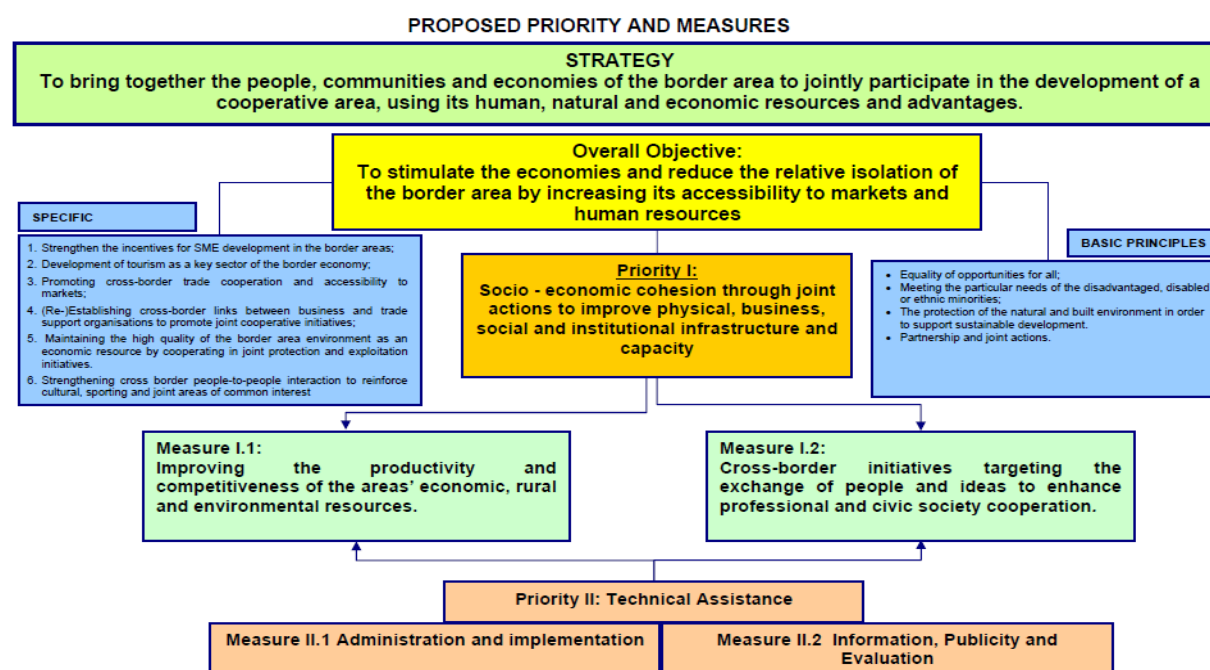 PROPOSED PRIORITY AND MEASURES
STRATEGY
To bring together the people, communities and economies of the border area to jointly participate in the development of a
cooperative area, using its human, natural and economic resources and advantages.
Overall Objective:
To stimulate the economies and reduce the relative isolation of
the border area by increasing its accessibility to markets and
human resources
SPECIFIC
1. Strengthen the incentives for SME development in the border areas;
2. Development of tourism as a key sector of the border economy;
3. Promoting cross-border trade cooperation and accessibility to
markets;
4. (Re-)Establishing cross-border links between business and trade
support organisations to promote joint cooperative initiatives;
5. Maintaining the high quality of the border area environment as an
economic resource by cooperating in joint protection and exploitation
initiatives.
6. Strengthening cross border people-to-people interaction to reinforce
cultural, sporting and joint areas of common interest
Priority I:
Socio - economic cohesion through joint
actions to improve physical, business,
social and institutional infrastructure and
capacity
BASIC PRINCIPLES
• Equality of opportunities for all;
• Meeting the particular needs of the disadvantaged, disabled
or ethnic minorities;
• The protection of the natural and built environment in order
to support sustainable development.
• Partnership and joint actions.
Measure I.1:
Improving the productivity and
competitiveness of the areas' economic, rural
and environmental resources.
Measure I.2:
Cross-border initiatives targeting the
exchange of people and ideas to enhance
professional and civic society cooperation.
Priority II: Technical Assistance
Measure II.1 Administration and implementation
Measure II.2 Information, Publicity and
Evaluation